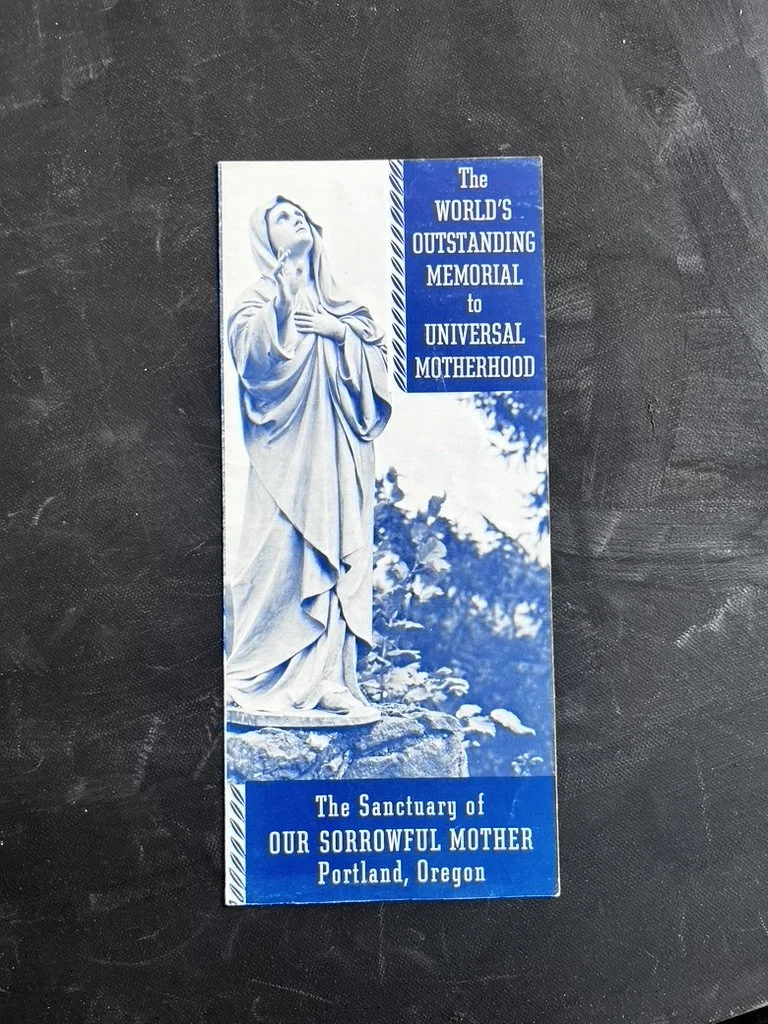 The
WORLD'S
OUTSTANDING
MEMORIAL
to
UNIVERSAL
MOTHERHOOD
The Sanctuary of
OUR SORROWFUL MOTHER
Portland, Oregon